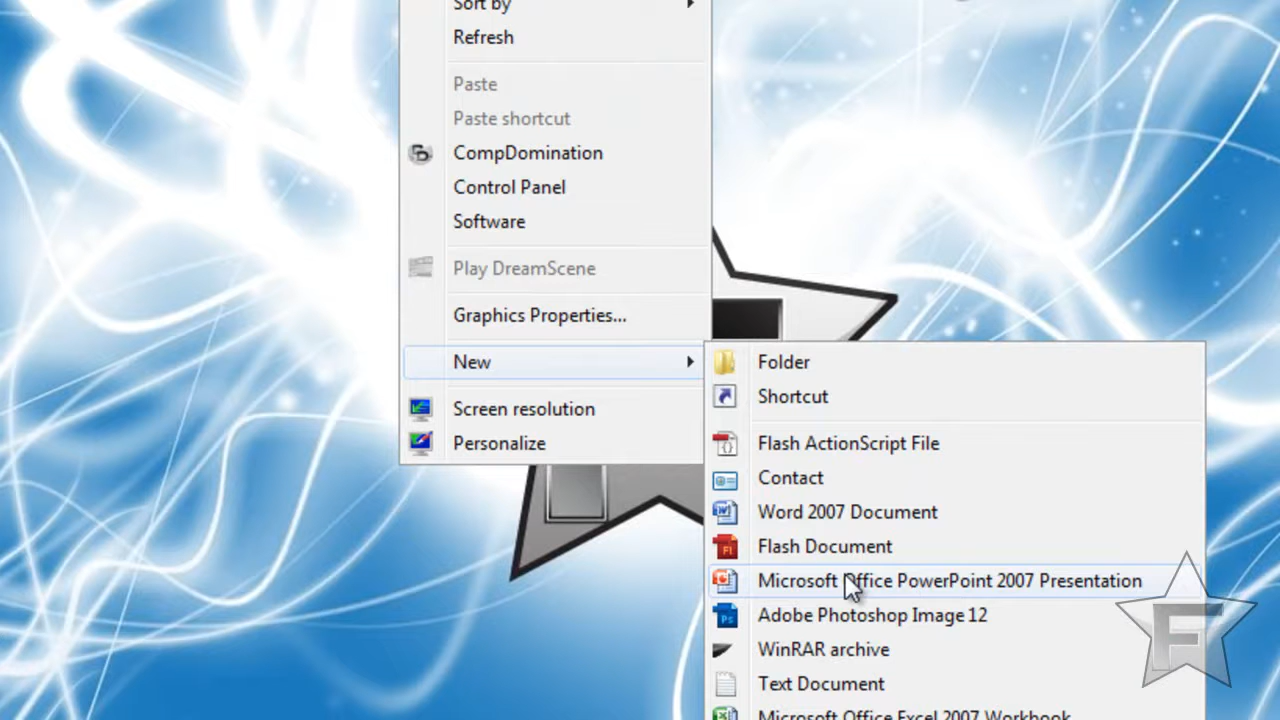 Sort by
Refresh
Paste
Paste shortcut
CompDomination
Control Panel
Software
Play DreamScene
Graphics Properties...
New
Screen resolution
Personalize
Folder
Shortcut
Flash ActionScript File
Contact
Word 2007 Document
Flash Document
Microsoft Office PowerPoint 2007 Presentation
Adobe Photoshop Image 12
WinRAR archive
Text Document
Microsoft Office Excel 2007 Workbook
F